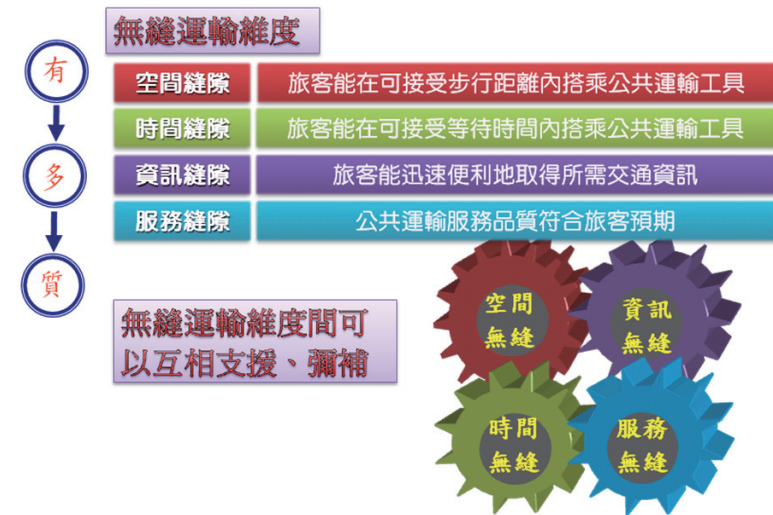 無縫運輸維度
有
多
質
空間縫隙 旅客能在可接受步行距離內搭乘公共運輸工具
時間縫隙 旅客能在可接受等待時間內搭乘公共運輸工具
資訊縫隙 旅客能迅速便利地取得所需交通資訊
服務縫隙 公共運輸服務品質符合旅客預期
無縫運輸維度間可
以互相支援、彌補
空間
無縫
資訊
無縫
時間
無縫
服務
無縫